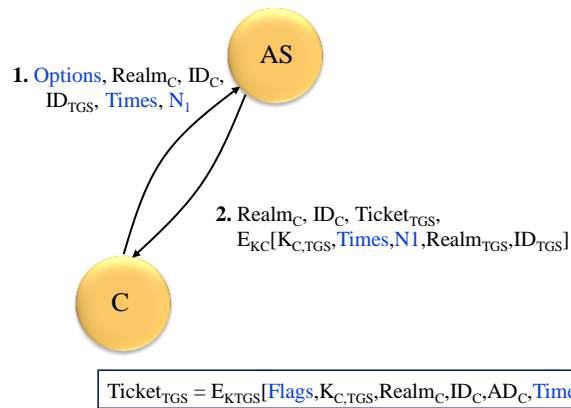 AS
1. Options, Realm_C, ID_C,
ID_TGS, Times, N_1
2. Realm_C, ID_C, Ticket_TGS,
E_KC[K_C,TGS,Times,N1,Realm_TGS,ID_TGS]
C
Ticket_TGS = E_KTGS[Flags,K_C,TGS,Realm_C,ID_C,AD_C,Time